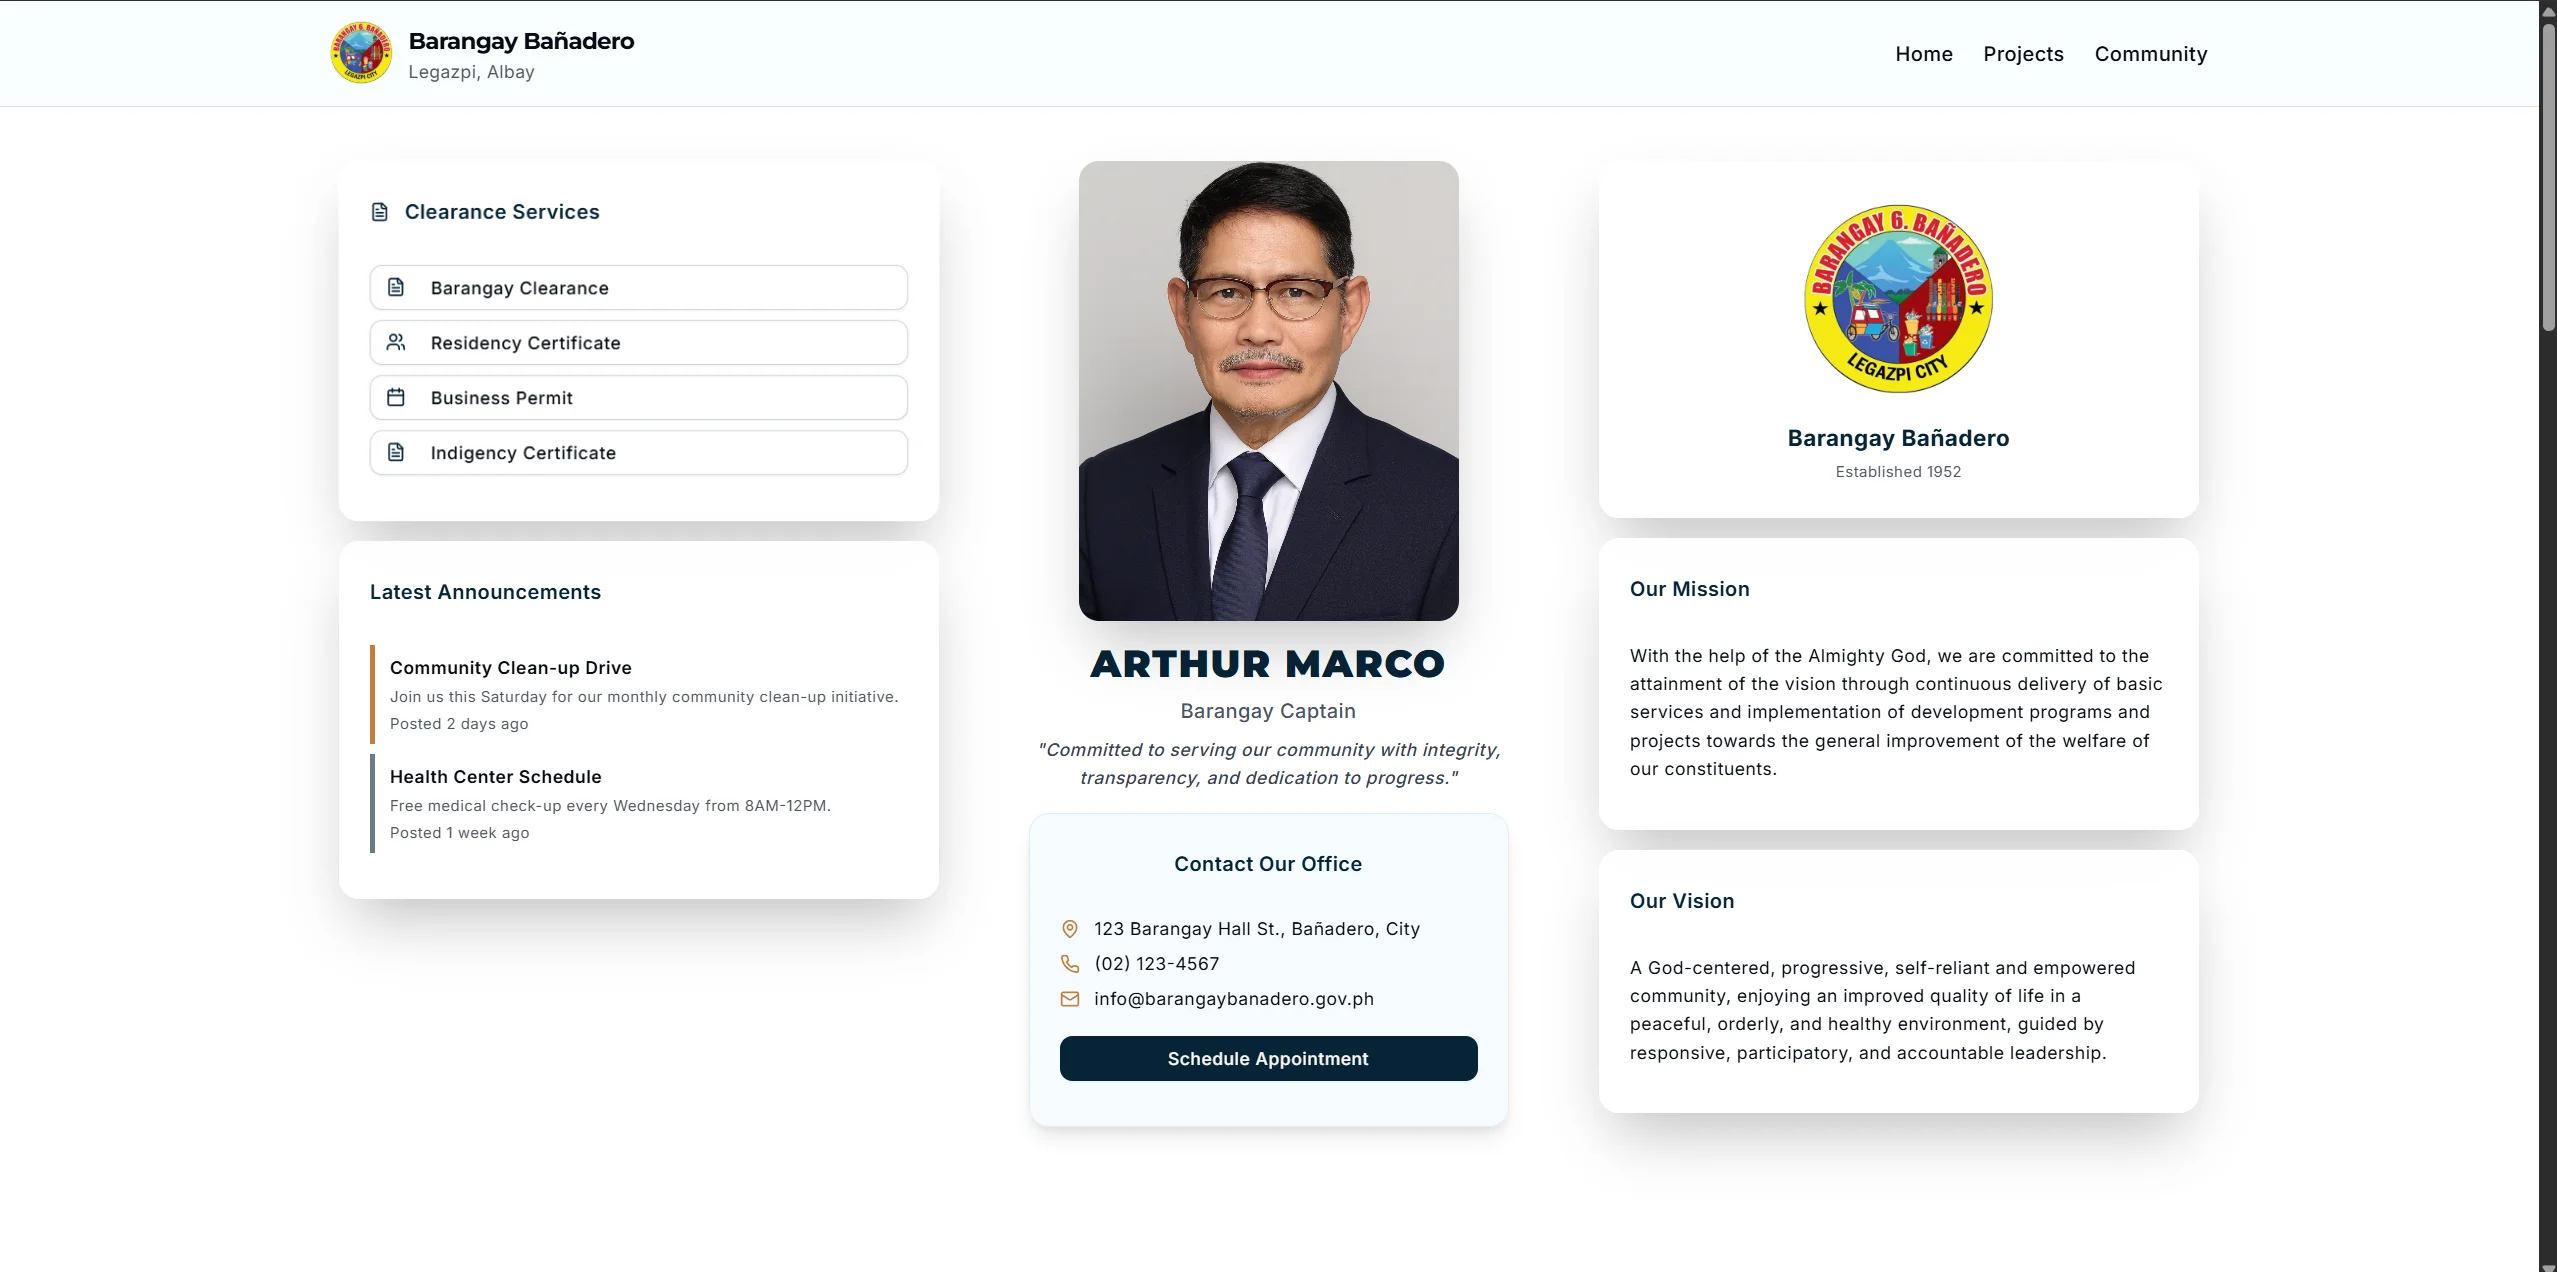 BARANGAY 6. BAÑADERO
LEGAZPI CITY
Barangay Bañadero
Legazpi, Albay
Home
Projects
Community
Clearance Services
Barangay Clearance
Residency Certificate
Business Permit
Indigency Certificate
Latest Announcements
Community Clean-up Drive
Join us this Saturday for our monthly community clean-up initiative.
Posted 2 days ago
Health Center Schedule
Free medical check-up every Wednesday from 8AM-12PM.
Posted 1 week ago
ARTHUR MARCO
Barangay Captain
"Committed to serving our community with integrity,
transparency, and dedication to progress."
Contact Our Office
123 Barangay Hall St., Bañadero, City
(02) 123-4567
info@barangaybanadero.gov.ph
Schedule Appointment
BARANGAY 6. BAÑADERO
LEGAZPI CITY
Barangay Bañadero
Established 1952
Our Mission
With the help of the Almighty God, we are committed to the
attainment of the vision through continuous delivery of basic
services and implementation of development programs and
projects towards the general improvement of the welfare of
our constituents.
Our Vision
A God-centered, progressive, self-reliant and empowered
community, enjoying an improved quality of life in a
peaceful, orderly, and healthy environment, guided by
responsive, participatory, and accountable leadership.